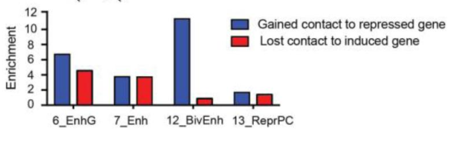 12
10
8
6
4
2
0
Enrichment
Gained contact to repressed gene
Lost contact to induced gene
6_EnhG 7_Enh 12_BivEnh 13_ReprPC